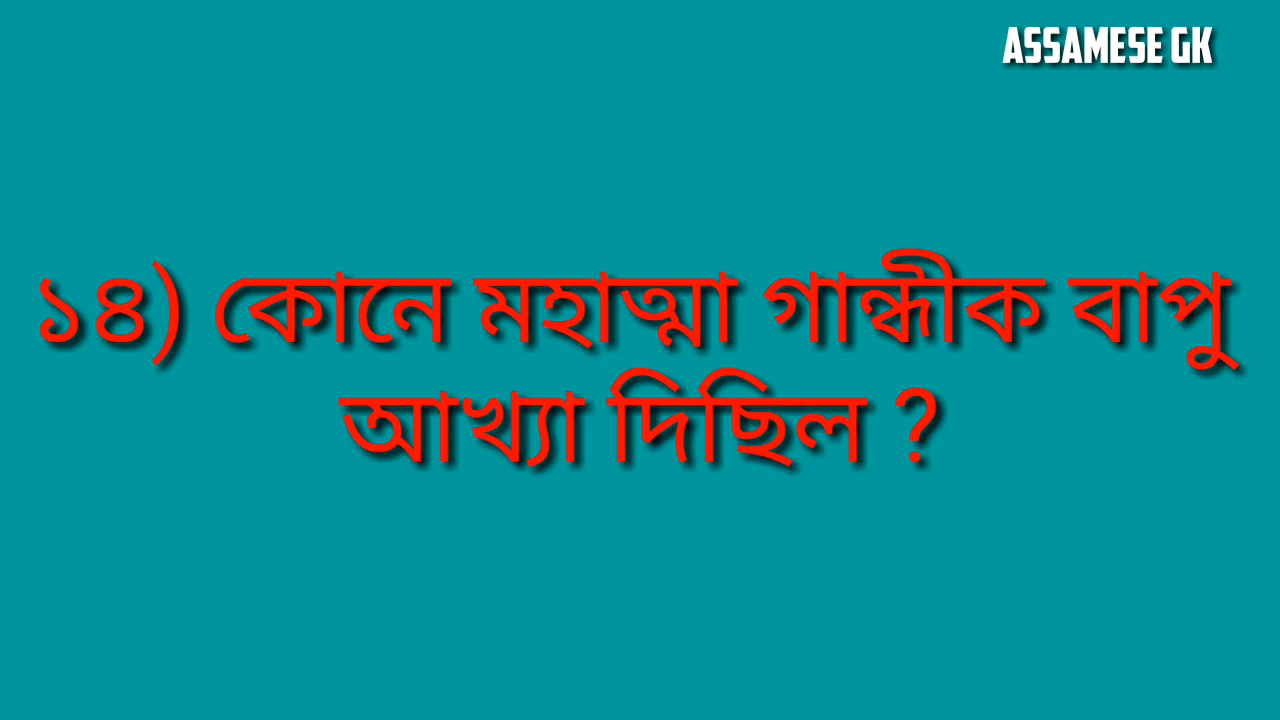 ASSAMESE GK
১৪) কোনে মহাত্মা গান্ধীক বাপু
আখ্যা দিছিল ?